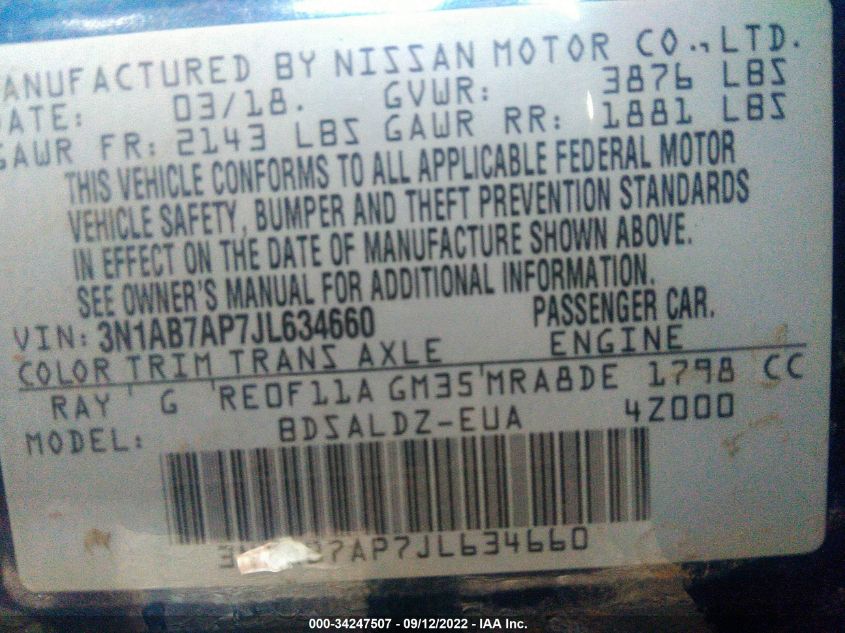 ANUFACTURED BY NISSAN MOTOR CO., LTD.
DATE: 03/18. GVWR: 3876 LBS
GAWR FR: 2143 LBS GAWR RR: 1881 LBS
THIS VEHICLE CONFORMS TO ALL APPLICABLE FEDERAL MOTOR
VEHICLE SAFETY, BUMPER AND THEFT PREVENTION STANDARDS
IN EFFECT ON THE DATE OF MANUFACTURE SHOWN ABOVE.
SEE OWNER'S MANUAL FOR ADDITIONAL INFORMATION.
VIN: 3N1AB7AP7JL634660 PASSENGER CAR.
COLOR TRIM TRANS AXLE ENGINE
RAY G RE0F11A GM35 MRA8DE 1798 CC
MODEL: BDSALDZ-EUA 4Z000
7AP7JL634660
000-34247507 - 09/12/2022 - IAA Inc.